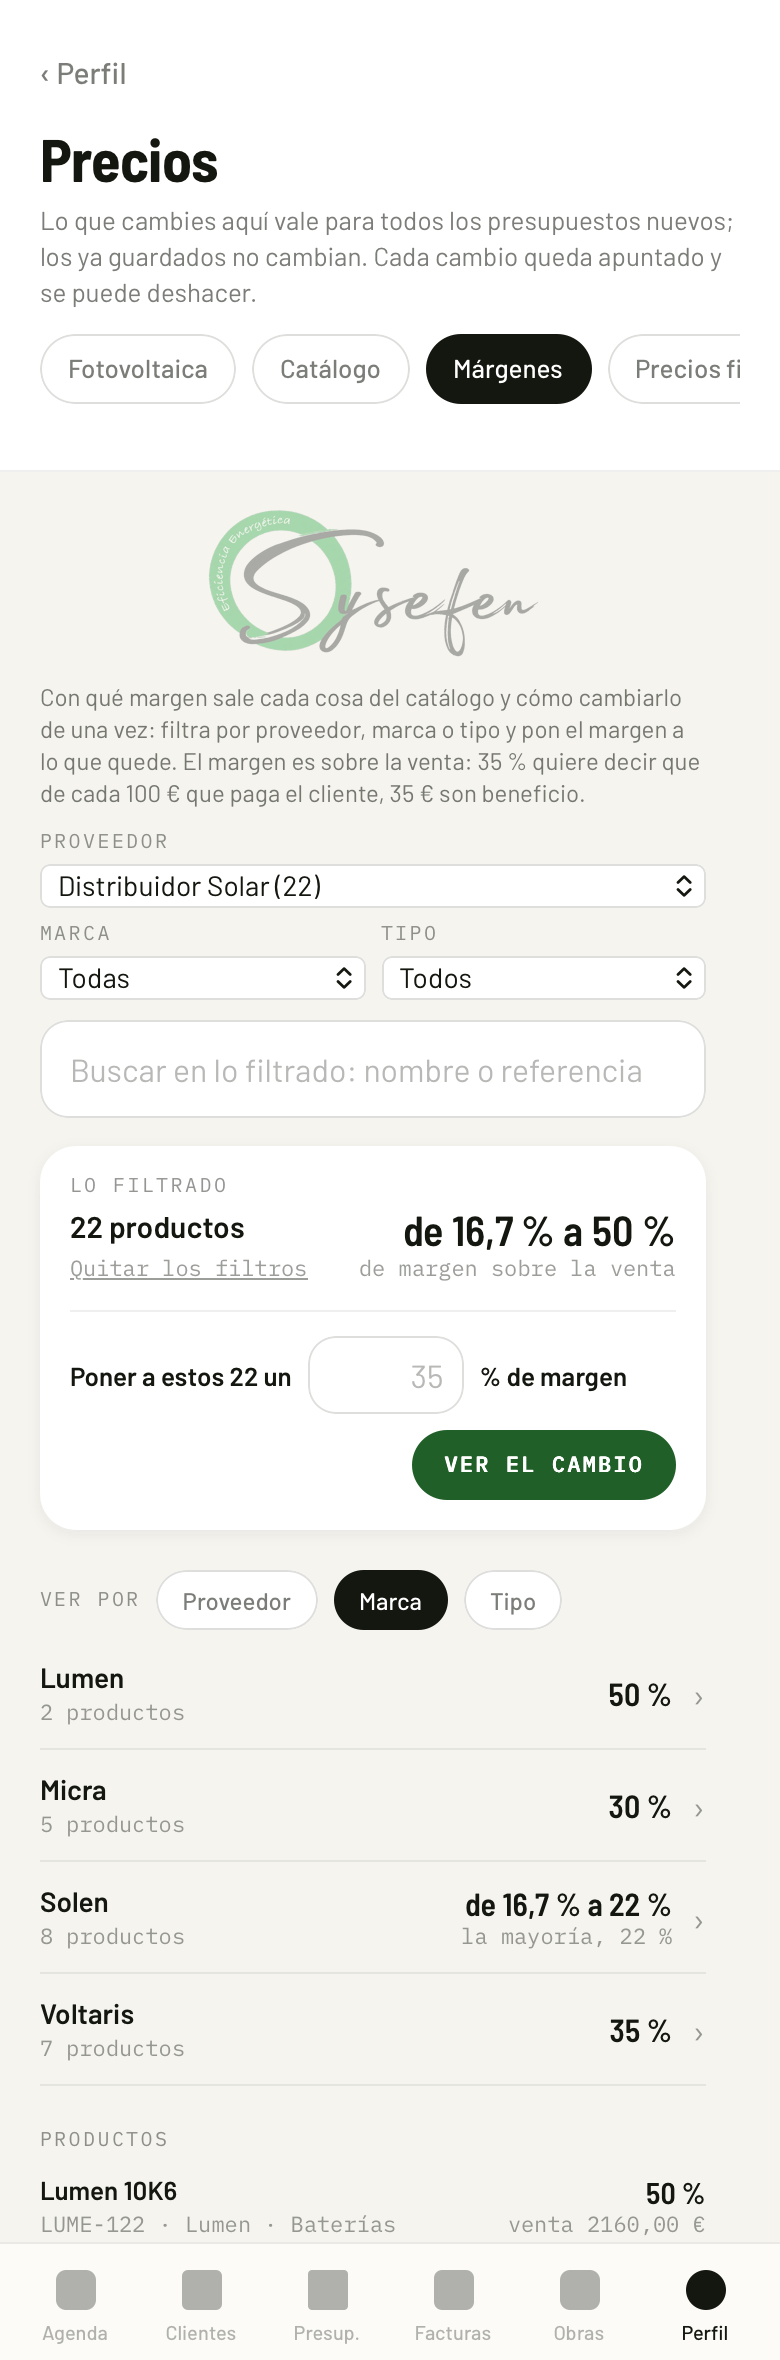 ‹ Perfil
Precios
Lo que cambies aquí vale para todos los presupuestos nuevos;
los ya guardados no cambian. Cada cambio queda apuntado y
se puede deshacer.
Fotovoltaica Catálogo Márgenes Precios fi
Eficiencia Energética
Sysefen
Con qué margen sale cada cosa del catálogo y cómo cambiarlo
de una vez: filtra por proveedor, marca o tipo y pon el margen a
lo que quede. El margen es sobre la venta: 35 % quiere decir que
de cada 100 € que paga el cliente, 35 € son beneficio.
PROVEEDOR
Distribuidor Solar (22)
MARCA TIPO
Todas Todos
Buscar en lo filtrado: nombre o referencia
LO FILTRADO
22 productos de 16,7 % a 50 %
Quitar los filtros de margen sobre la venta
Poner a estos 22 un 35 % de margen
VER EL CAMBIO
VER POR Proveedor Marca Tipo
Lumen 50 % ›
2 productos
Micra 30 % ›
5 productos
Solen de 16,7 % a 22 % ›
8 productos la mayoría, 22 %
Voltaris 35 % ›
7 productos
PRODUCTOS
Lumen 10K6 50 %
LUME-122 · Lumen · Baterías venta 2160,00 €
Agenda Clientes Presup. Facturas Obras Perfil